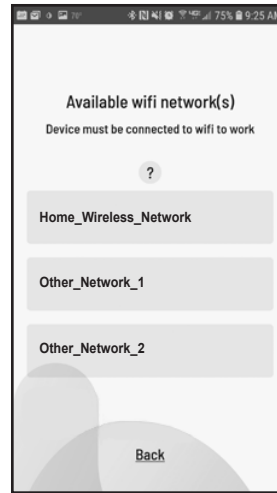 75% 9:25 AM
Available wifi network(s)
Device must be connected to wifi to work
?
Home_Wireless_Network
Other_Network_1
Other_Network_2
Back